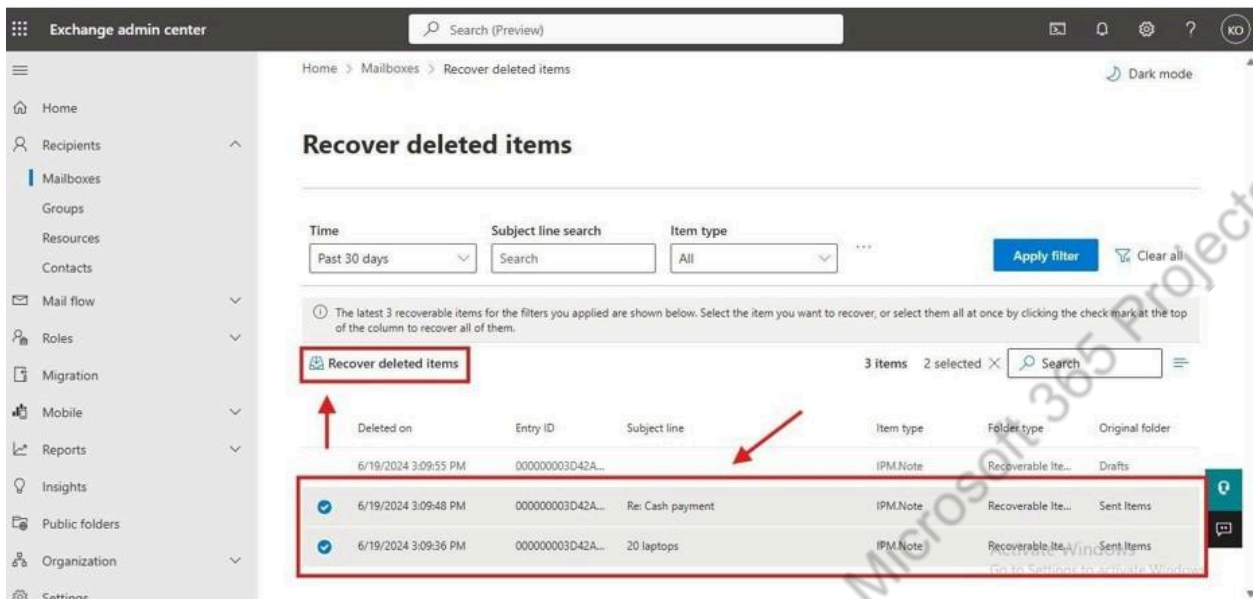 Exchange admin center
Search (Preview)
KO
Home > Mailboxes > Recover deleted items
Dark mode
Home
Recipients
Mailboxes
Groups
Resources
Contacts
Mail flow
Roles
Migration
Mobile
Reports
Insights
Public folders
Organization
Settings
Recover deleted items
Time
Subject line search
Item type
Past 30 days
Search
All
...
Apply filter
Clear all
The latest 3 recoverable items for the filters you applied are shown below. Select the item you want to recover, or select them all at once by clicking the check mark at the top
of the column to recover all of them.
Recover deleted items
3 items 2 selected
Search
Deleted on Entry ID Subject line Item type Folder type Original folder
6/19/2024 3:09:55 PM 000000003D42A... IPM.Note Recoverable Ite... Drafts
6/19/2024 3:09:48 PM 000000003D42A... Re: Cash payment IPM.Note Recoverable Ite... Sent Items
6/19/2024 3:09:36 PM 000000003D42A... 20 laptops IPM.Note Recoverable Ite... Sent Items
Activate Windows
Go to Settings to activate Windows
Microsoft 365 Project